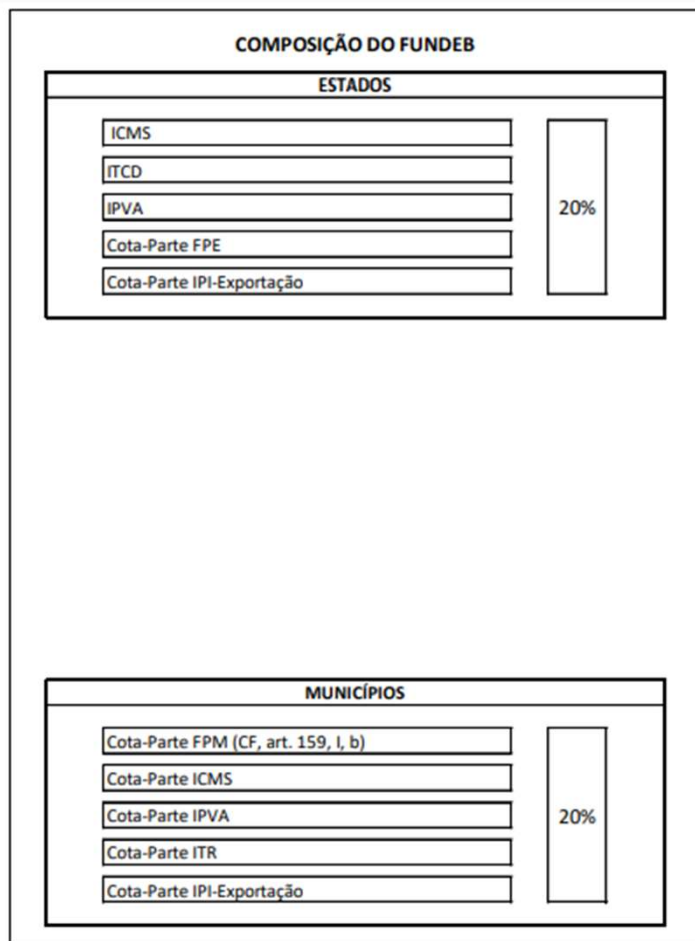 COMPOSIÇÃO DO FUNDEB
ESTADOS
ICMS
ITCD
IPVA
Cota-Parte FPE
Cota-Parte IPI-Exportação
20%
MUNICÍPIOS
Cota-Parte FPM (CF, art. 159, I, b)
Cota-Parte ICMS
Cota-Parte IPVA
Cota-Parte ITR
Cota-Parte IPI-Exportação
20%